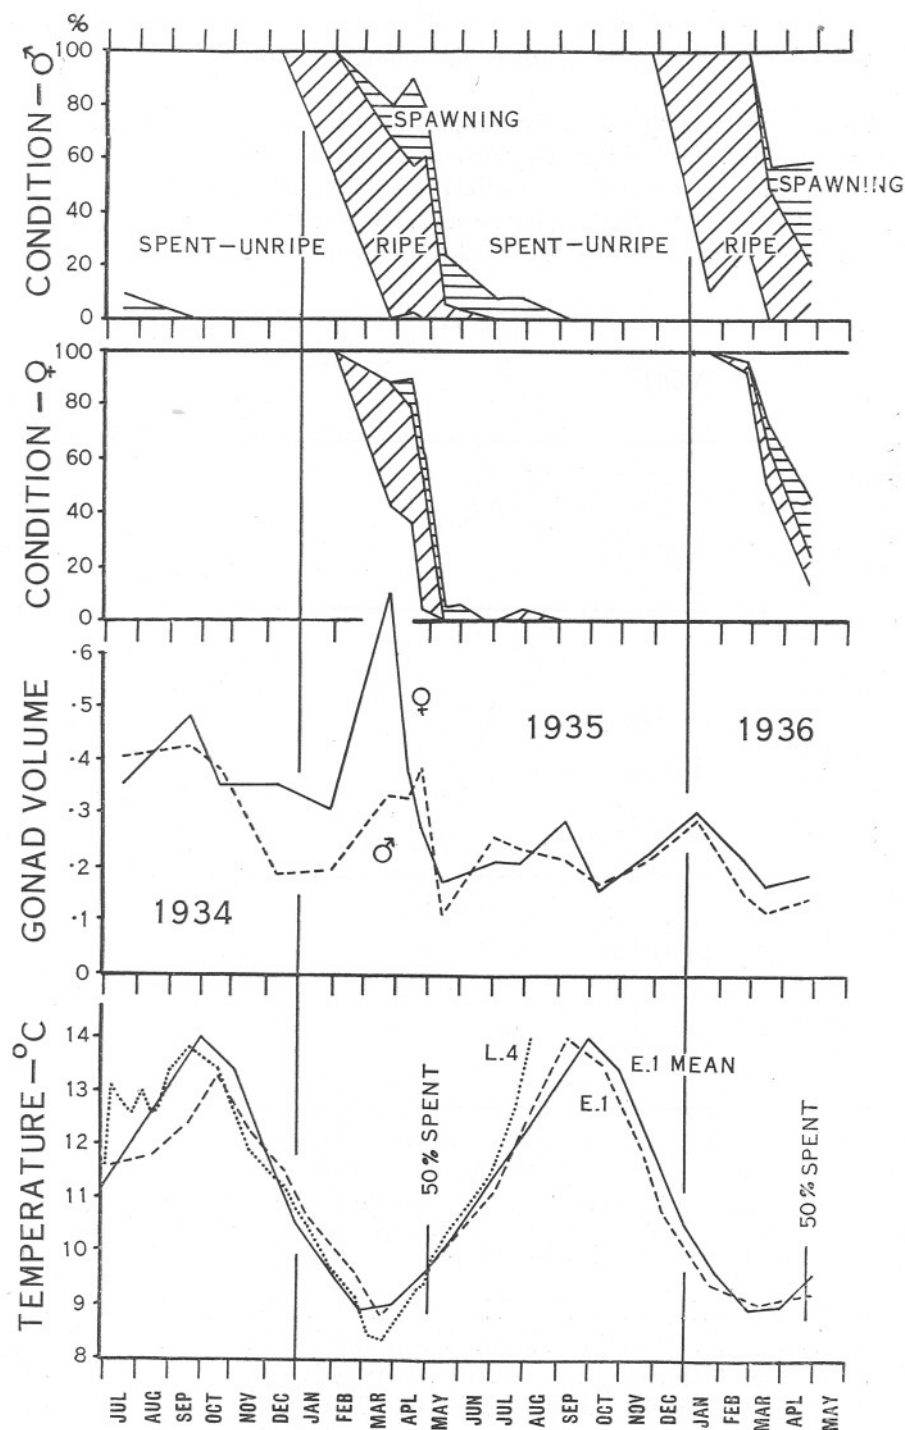 %
100
80
60
40
20
0
CONDITION – ♂
SPAWNING
SPENT – UNRIPE
RIPE
SPENT – UNRIPE
RIPE
SPAWNING
100
80
60
40
20
0
CONDITION – ♀
.6
.5
.4
.3
.2
.1
0
GONAD VOLUME
♀
♂
1934
1935
1936
14
13
12
11
10
9
8
TEMPERATURE – °C
L.4
E.1 MEAN
E.1
50% SPENT
50% SPENT
JUL AUG SEP OCT NOV DEC JAN FEB MAR APL MAY JUN JUL AUG SEP OCT NOV DEC JAN FEB MAR APL MAY